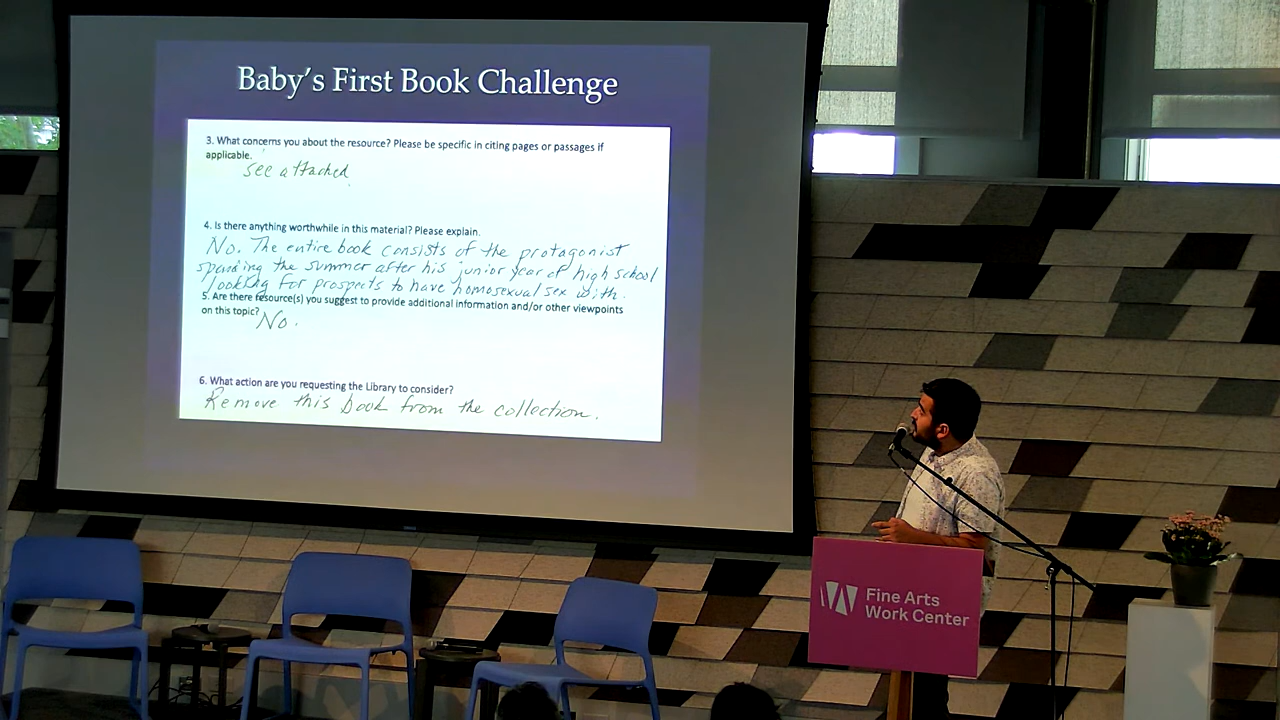 Baby's First Book Challenge
3. What concerns you about the resource? Please be specific in citing pages or passages if
applicable.
see attached
4. Is there anything worthwhile in this material? Please explain.
No. The entire book consists of the protagonist
spending the summer after his junior year of high school
looking for prospects to have homosexual sex with.
5. Are there resource(s) you suggest to provide additional information and/or other viewpoints
on this topic?
No.
6. What action are you requesting the Library to consider?
Remove this book from the collection.
Fine Arts
Work Center